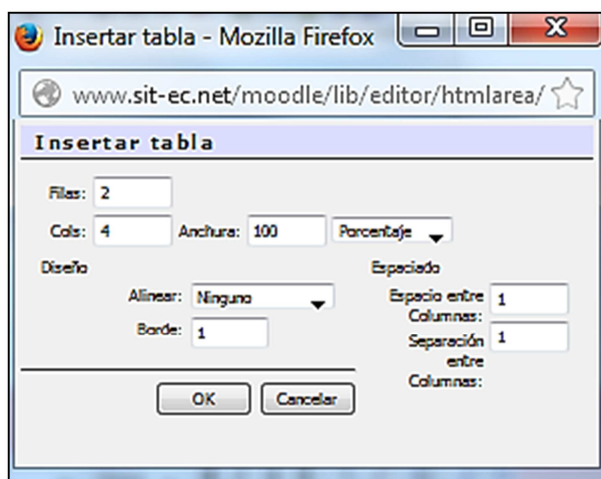 Insertar tabla - Mozilla Firefox
www.sit-ec.net/moodle/lib/editor/htmlarea/
Insertar tabla
Filas: 2
Cols: 4 Anchura: 100 Porcentaje
Diseño Espaciado
Alinear: Ninguno
Borde: 1
Espacio entre Columnas: 1
Separación entre Columnas: 1
OK Cancelar